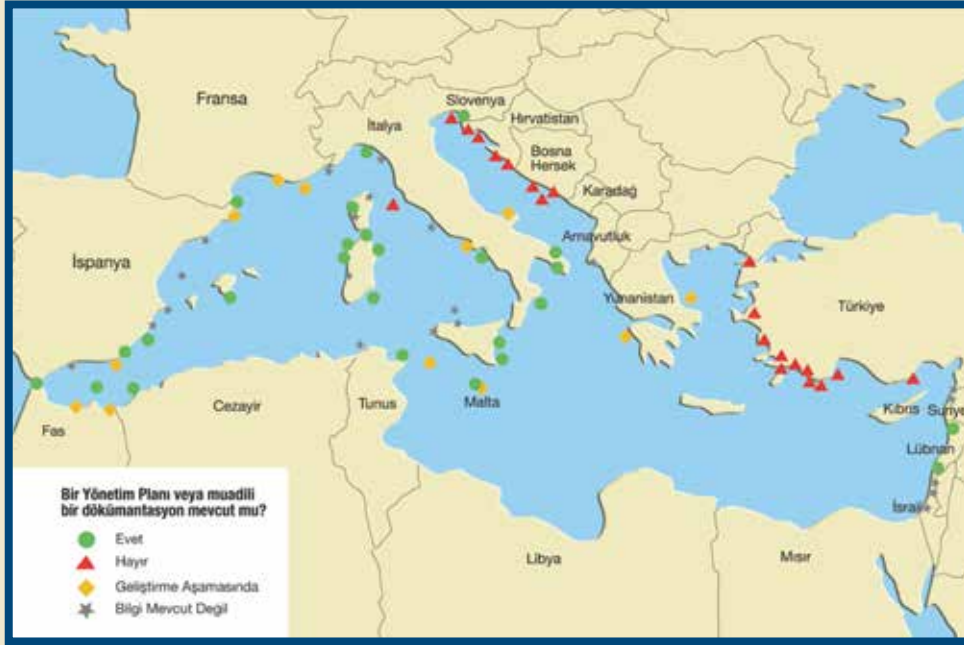 Fransa
Slovenya
İtalya
Hırvatistan
Bosna
Hersek
Karadağ
Arnavutluk
İspanya
Yunanistan
Türkiye
Cezayir
Tunus
Malta
Kıbrıs
Suriye
Fas
Lübnan
İsrail
Libya
Mısır
Bir Yönetim Planı veya muadili
bir dökümantasyon mevcut mu?
Evet
Hayır
Geliştirme Aşamasında
Bilgi Mevcut Değil